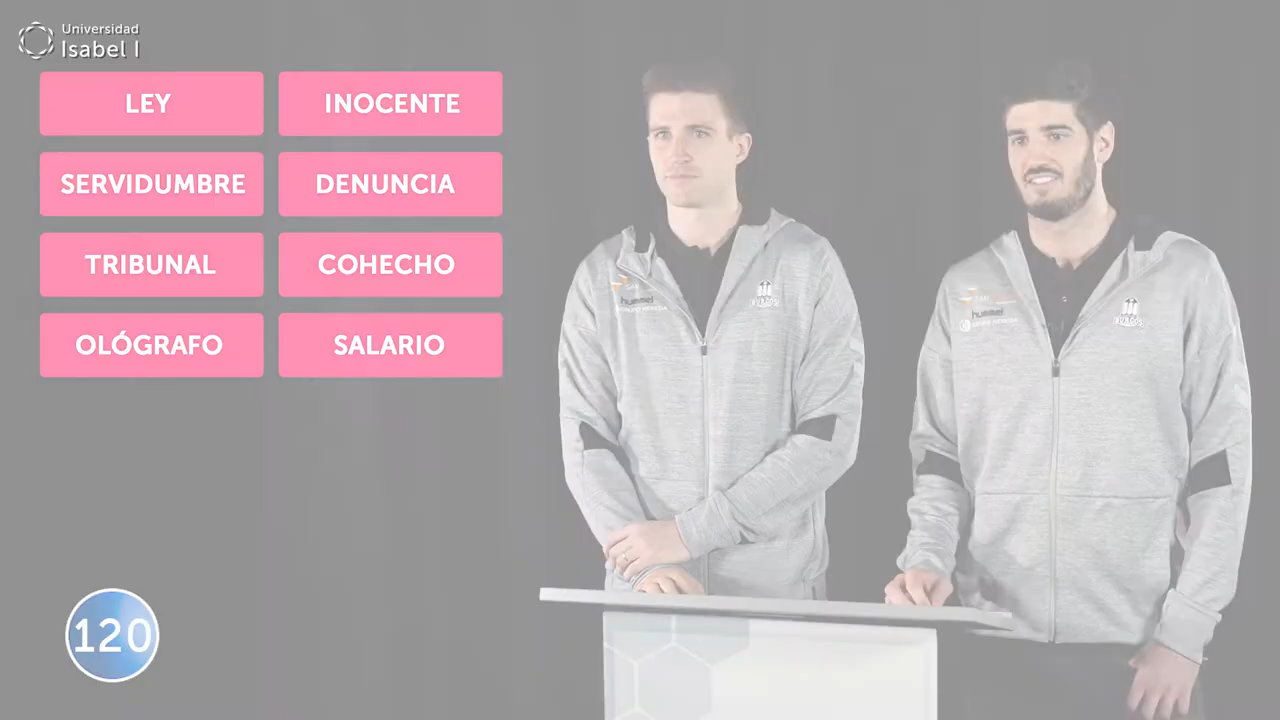 Universidad
Isabel I
LEY
INOCENTE
SERVIDUMBRE
DENUNCIA
TRIBUNAL
COHECHO
OLÓGRAFO
SALARIO
120
hummel
hummel